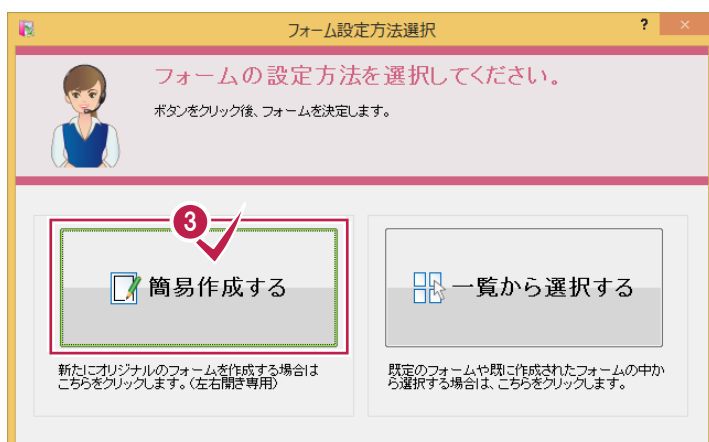 フォーム設定方法選択
? ×
フォームの設定方法を選択してください。
ボタンをクリック後、フォームを決定します。
3
簡易作成する
一覧から選択する
新たにオリジナルのフォームを作成する場合は
こちらをクリックします。(左右開き専用)
既定のフォームや既に作成されたフォームの中か
ら選択する場合は、こちらをクリックします。